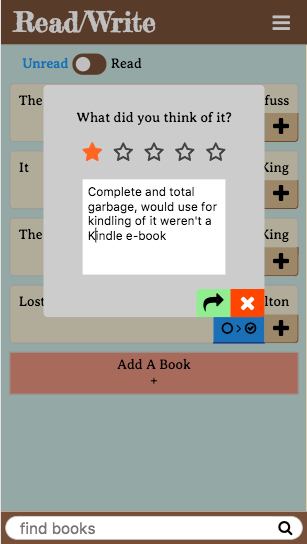 Read/Write
Unread Read
The
fuss
What did you think of it?
It
King
Complete and total
garbage, would use for
kindling of it weren't a
Kindle e-book
The
King
Lost
lton
Add A Book
+
find books